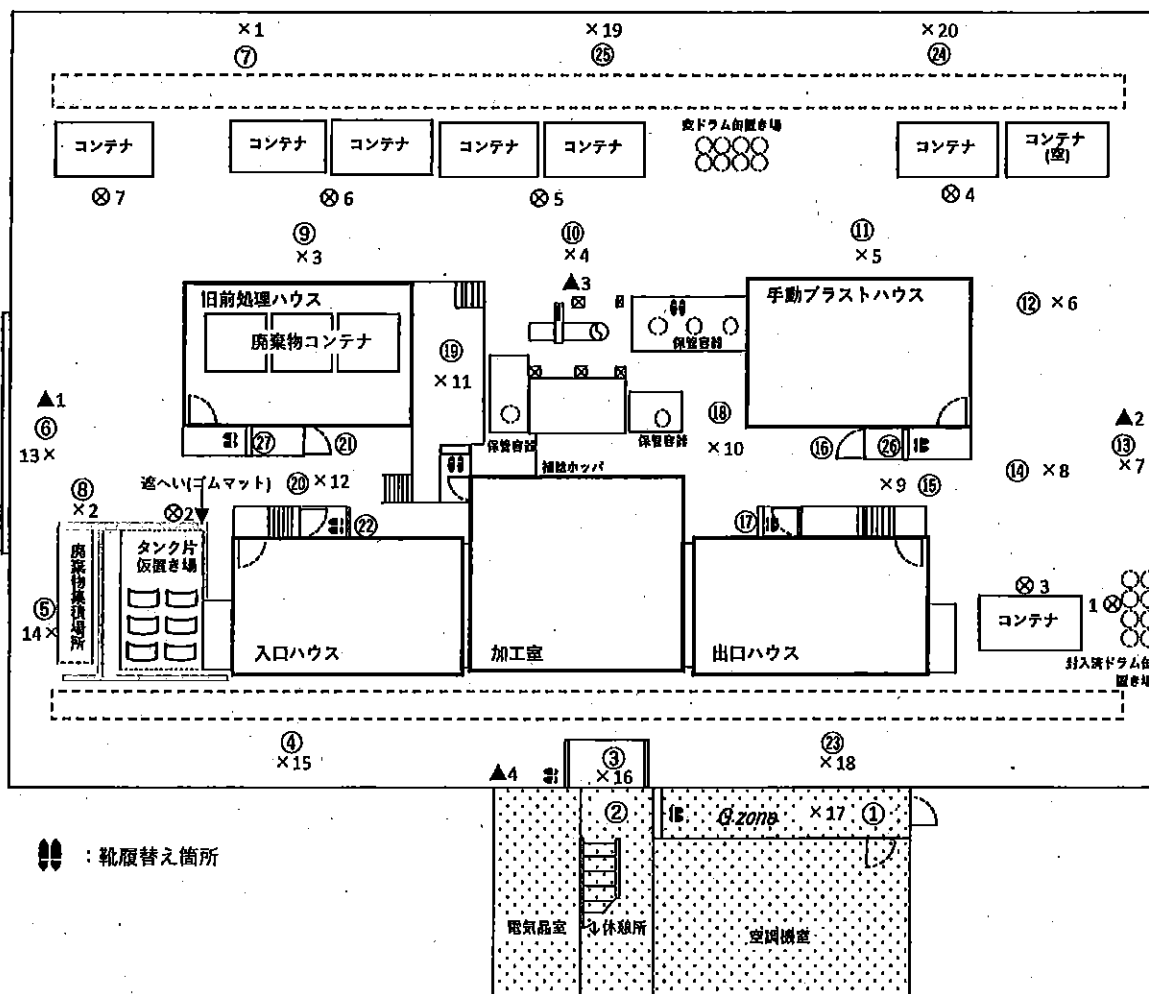 ×1
×19
×20
⑦
㉕
㉔
コンテナ
コンテナ
コンテナ
コンテナ
コンテナ
空ドラム缶置き場
コンテナ
コンテナ
(空)
⊗7
⊗6
⊗5
⊗4
⑨
×3
⑩
×4
▲3
⑪
×5
旧前処理ハウス
廃棄物コンテナ
手動ブラストハウス
⑫ ×6
保管容器
⑲
×11
▲1
⑥
13×
⑱
×10
▲2
⑬
×7
保管容器
保管容器
㉗
㉑
⑯
㉖
補助ホッパ
⑭ ×8
⑧
×2
遮へい(ゴムマット)
⑳ ×12
×9 ⑮
⊗2
㉒
⑰
廃棄物集積場所
タンク片
仮置き場
⑤
14×
⊗3
1⊗
コンテナ
入口ハウス
加工室
出口ハウス
封入済ドラム缶
置き場
④
×15
③
×16
㉓
×18
▲4
②
G zone
×17 ①
:靴履替え箇所
電気品室
休憩所
空調機室